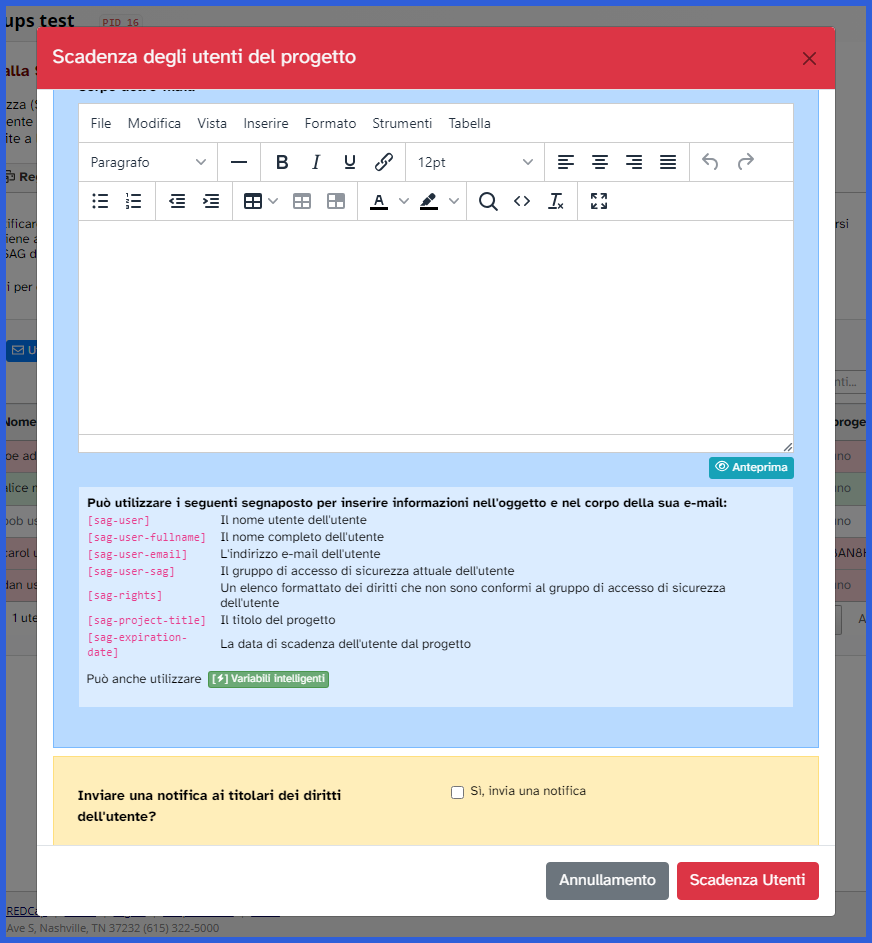 ups test PID 16
Scadenza degli utenti del progetto
File Modifica Vista Inserire Formato Strumenti Tabella
Paragrafo B I U 12pt
A
Anteprima
Può utilizzare i seguenti segnaposto per inserire informazioni nell'oggetto e nel corpo della sua e-mail:
[sag-user] Il nome utente dell'utente
[sag-user-fullname] Il nome completo dell'utente
[sag-user-email] L'indirizzo e-mail dell'utente
[sag-user-sag] Il gruppo di accesso di sicurezza attuale dell'utente
[sag-rights] Un elenco formattato dei diritti che non sono conformi al gruppo di accesso di sicurezza
dell'utente
[sag-project-title] Il titolo del progetto
[sag-expiration-
date] La data di scadenza dell'utente dal progetto
Può anche utilizzare [⚡] Variabili intelligenti
Inviare una notifica ai titolari dei diritti
dell'utente?
Sì, invia una notifica
Annullamento Scadenza Utenti
Ave S, Nashville, TN 37232 (615) 322-5000